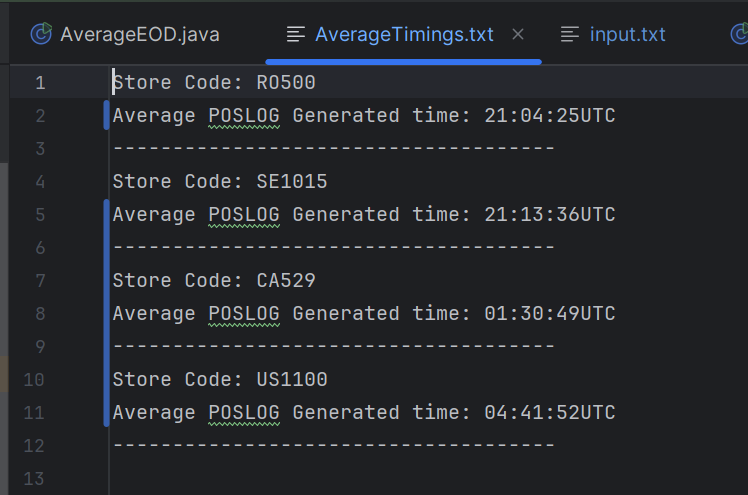 AverageEOD.java AverageTimings.txt input.txt
1 Store Code: RO500
2 Average POSLOG Generated time: 21:04:25UTC
3 -------------------------------------
4 Store Code: SE1015
5 Average POSLOG Generated time: 21:13:36UTC
6 -------------------------------------
7 Store Code: CA529
8 Average POSLOG Generated time: 01:30:49UTC
9 -------------------------------------
10 Store Code: US1100
11 Average POSLOG Generated time: 04:41:52UTC
12 -------------------------------------
13